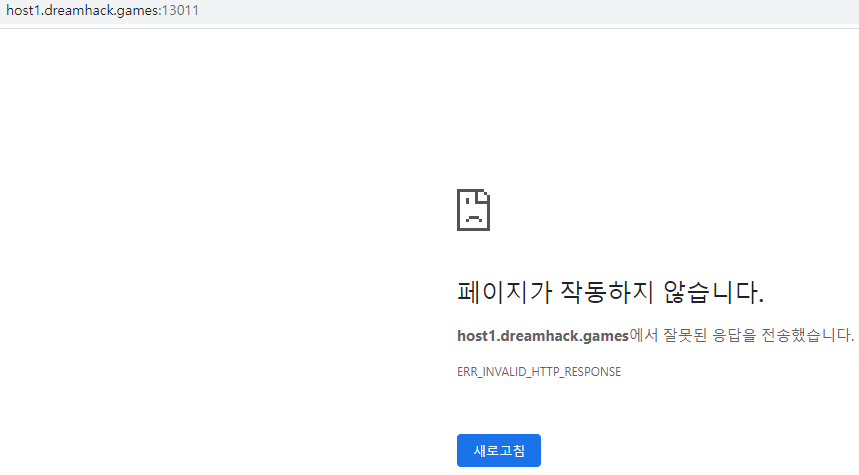 host1.dreamhack.games:13011
페이지가 작동하지 않습니다.
host1.dreamhack.games에서 잘못된 응답을 전송했습니다.
ERR_INVALID_HTTP_RESPONSE
새로고침